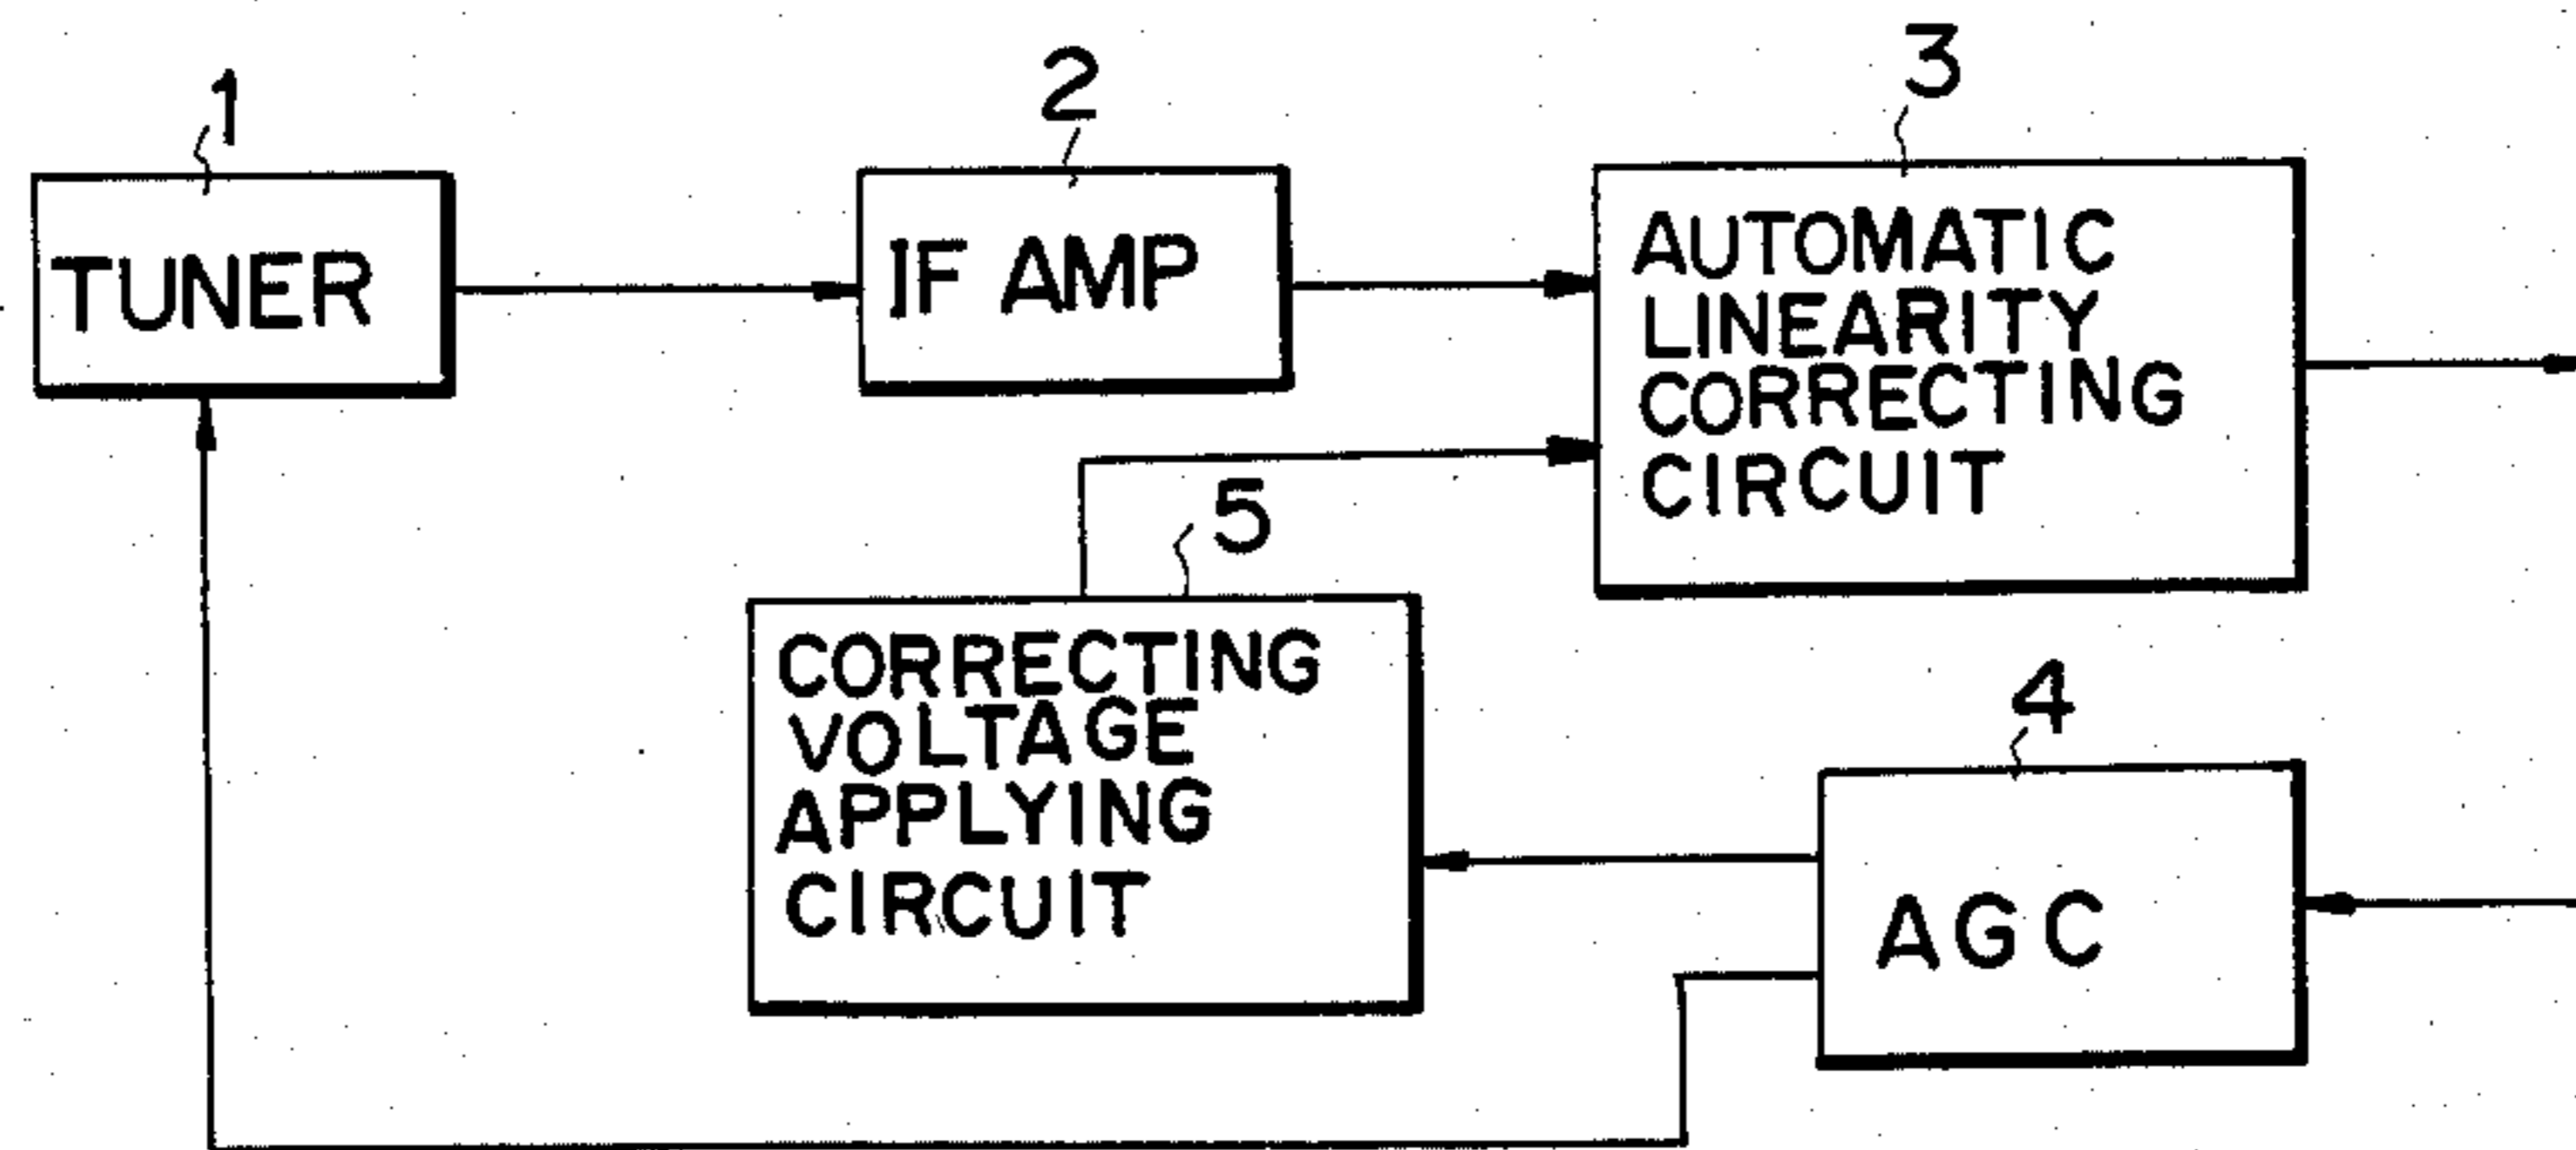 1
TUNER
2
IF AMP
3
AUTOMATIC
LINEARITY
CORRECTING
CIRCUIT
5
CORRECTING
VOLTAGE
APPLYING
CIRCUIT
4
AGC